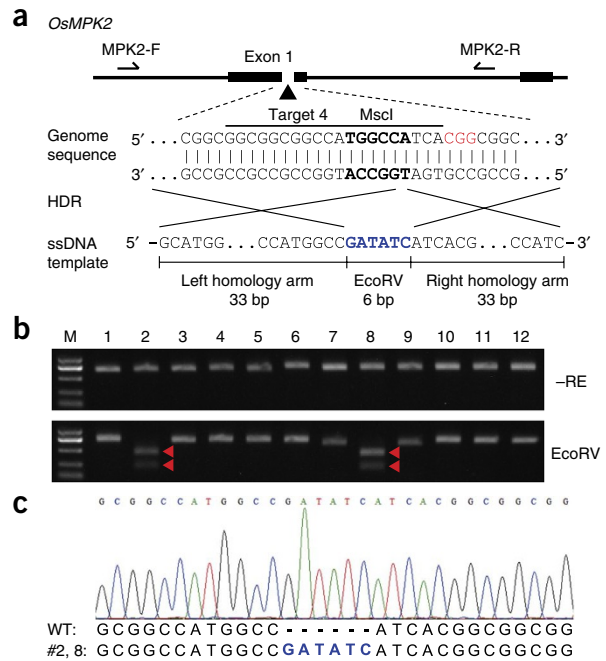 a
OsMPK2
MPK2-F Exon 1 MPK2-R
Target 4 MscI
Genome sequence
5′ ...CGGCGGCGGCGGCCATGGCCATCACGGCGGC... 3′
3′ ...GCCGCCGCCGCCGGTACCGGTAGTGCCGCCG... 5′
HDR
ssDNA template
5′ -GCATGG...CCATGGCCGATATCATCACG...CCATC-3′
Left homology arm EcoRV Right homology arm
33 bp 6 bp 33 bp
b
M 1 2 3 4 5 6 7 8 9 10 11 12
–RE
EcoRV
c
G C G G C C A T G G C C G A T A T C A T C A C G G C G G C G G
WT: GCGGCCATGGCC------ATCACGGCGGCGG
#2, 8: GCGGCCATGGCCGATATCATCACGGCGGCGG